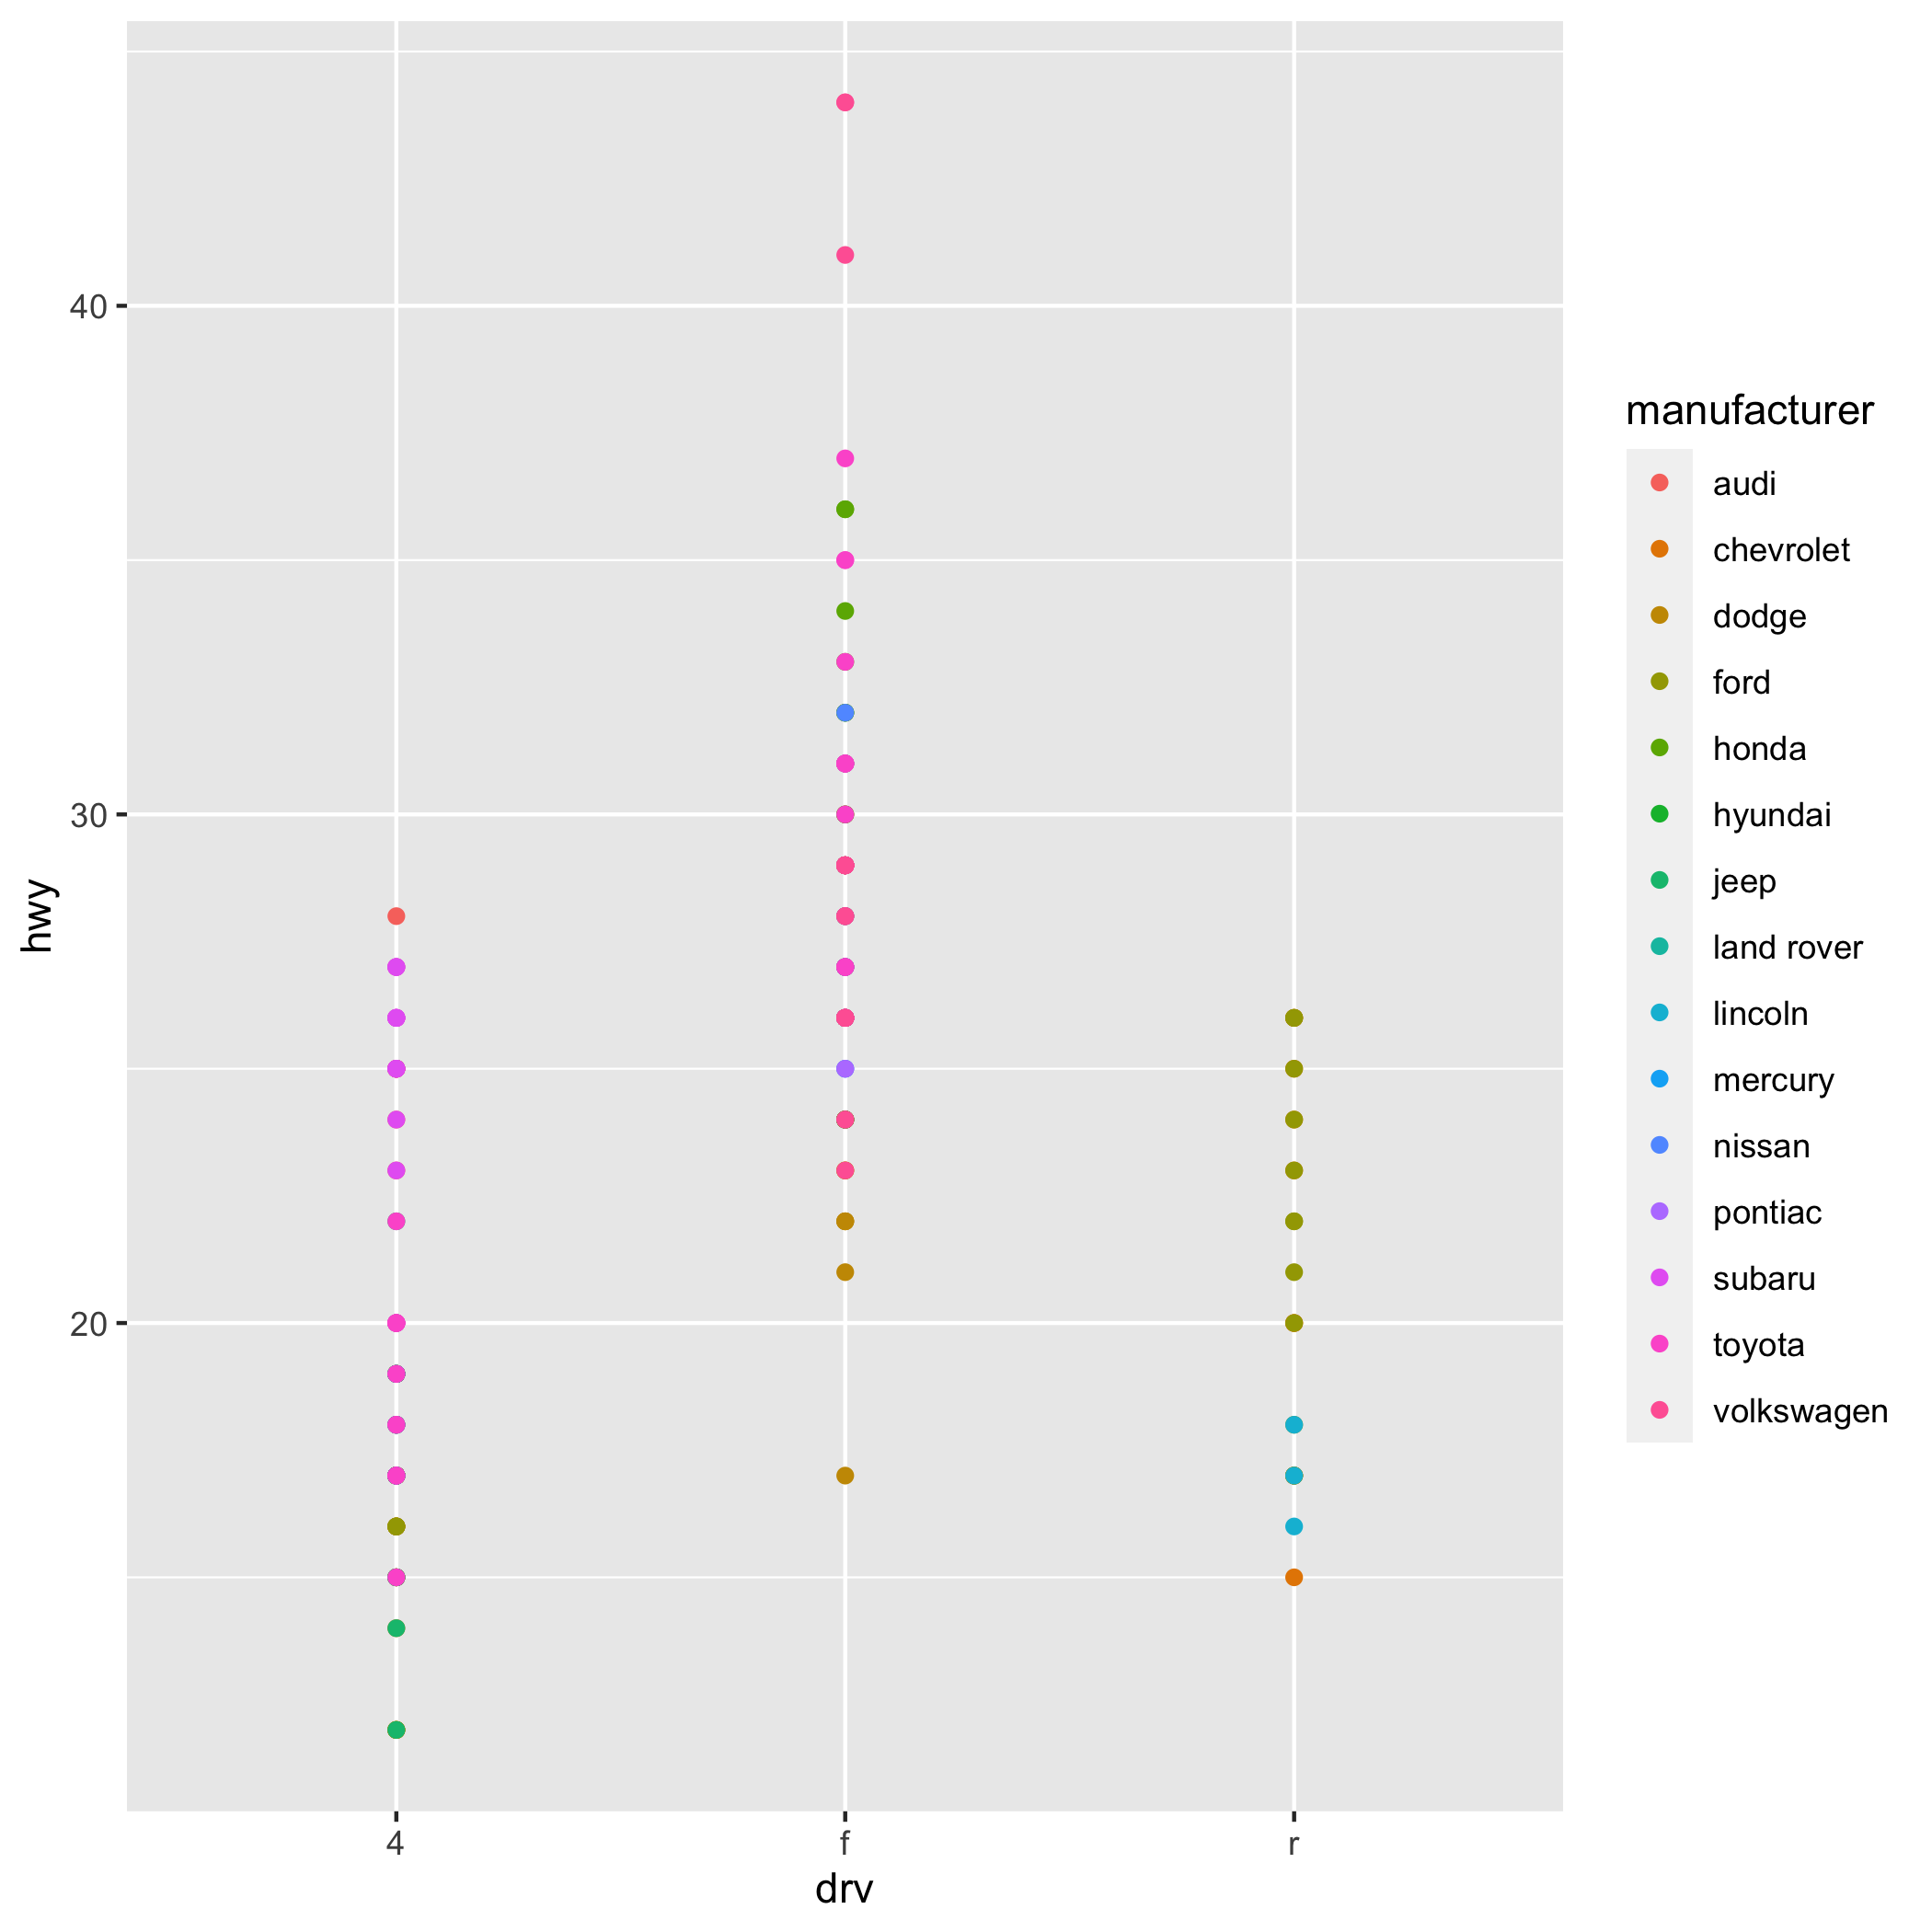 hwy
40
30
20
4
f
r
drv
manufacturer
audi
chevrolet
dodge
ford
honda
hyundai
jeep
land rover
lincoln
mercury
nissan
pontiac
subaru
toyota
volkswagen